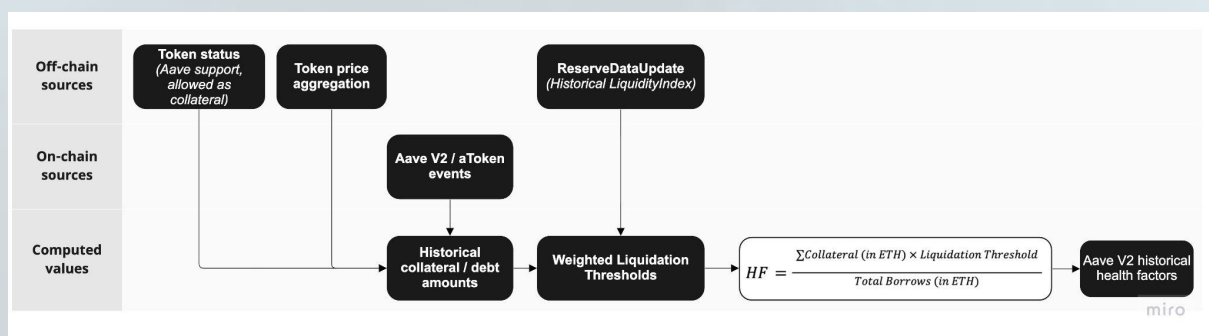 Off-chain
sources
Token status
(Aave support,
allowed as
collateral)
Token price
aggregation
ReserveDataUpdate
(Historical LiquidityIndex)
On-chain
sources
Aave V2 / aToken
events
Computed
values
Historical
collateral / debt
amounts
Weighted Liquidation
Thresholds
HF = ∑Collateral (in ETH) × Liquidation Threshold
Total Borrows (in ETH)
Aave V2 historical
health factors
miro